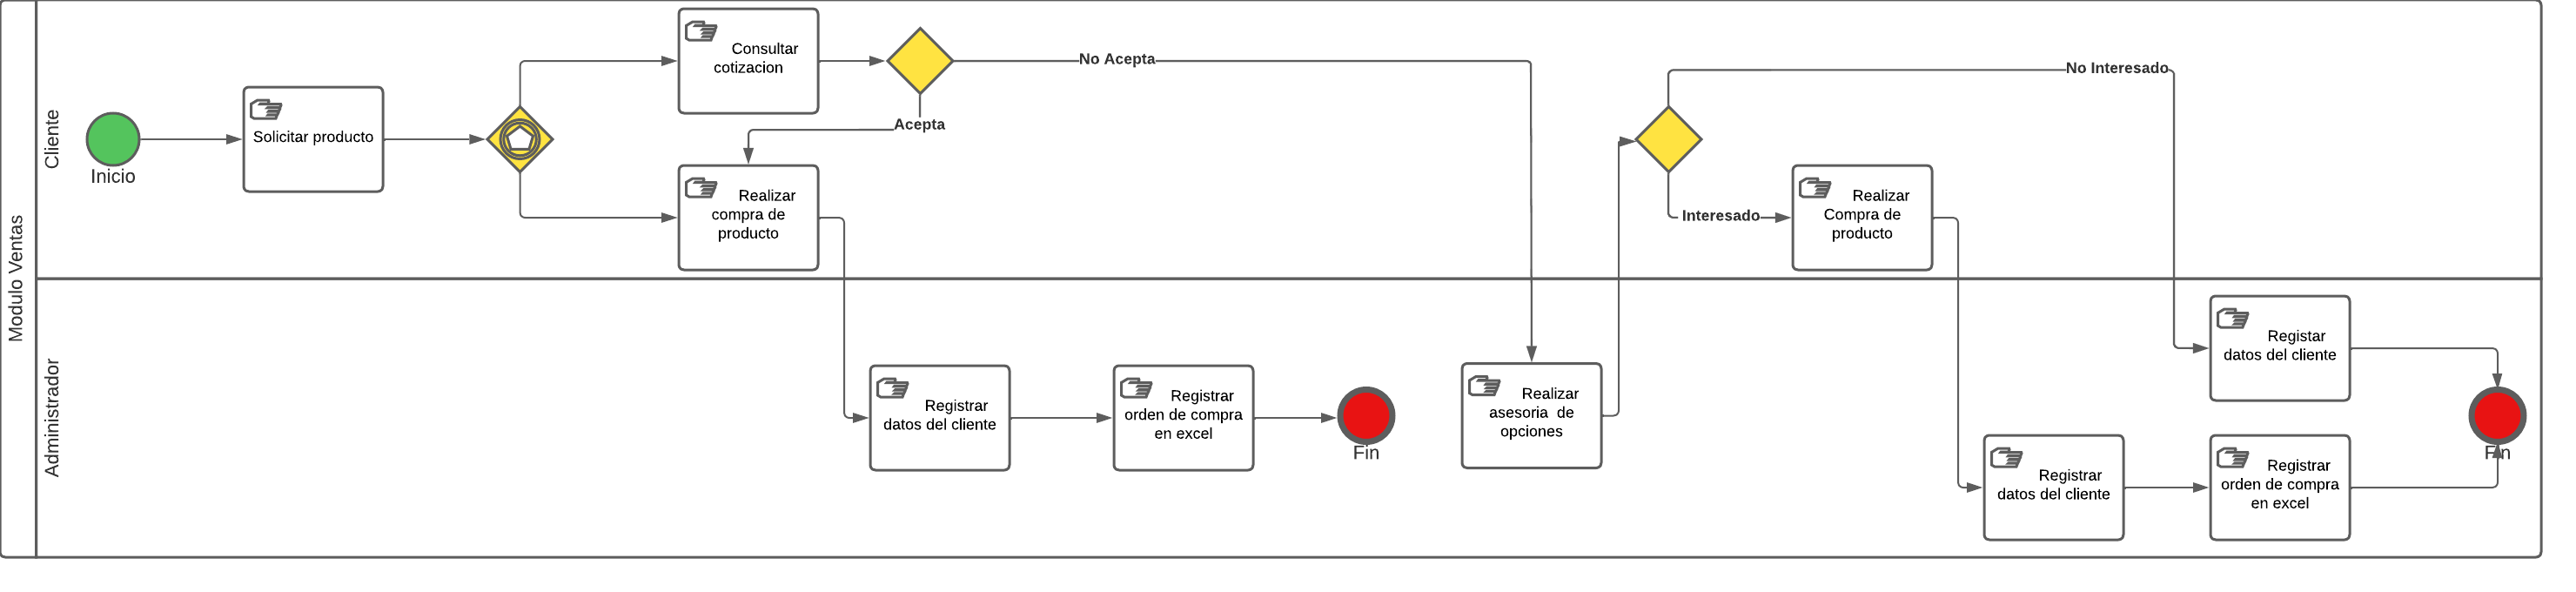 Modulo Ventas
Cliente
Inicio
Solicitar producto
Consultar
cotizacion
No Acepta
Acepta
Realizar
compra de
producto
No Interesado
Interesado
Realizar
Compra de
producto
Administrador
Registrar
datos del cliente
Registrar
orden de compra
en excel
Fin
Realizar
asesoria  de
opciones
Registar
datos del cliente
Registrar
datos del cliente
Registrar
orden de compra
en excel
Fin